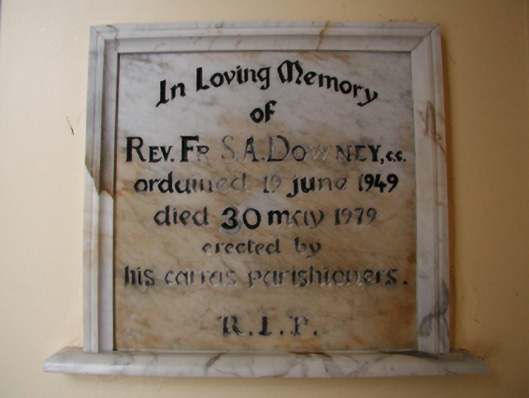 In Loving Memory
of
REV. FR S.A. DOWNEY, c.c.
ordained 19 june 1949
died 30 may 1979
erected by
his carras parishioners.
R.I.P.